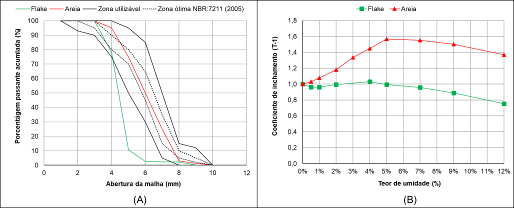 Flake Areia Zona utilizável Zona ótima NBR:7211 (2005)
Porcentágem passante acumulada (%)
100
90
80
70
60
50
40
30
20
10
0
0 2 4 6 8 10 12
Abertura da malha (mm)
(A)
Flake Areia
Coeficiente de inchamento (T-1)
1,8
1,6
1,4
1,2
1,0
0,8
0,6
0,4
0,2
0,0
0% 1% 2% 3% 4% 5% 6% 7% 8% 9% 10% 11% 12%
Teor de umidade (%)
(B)